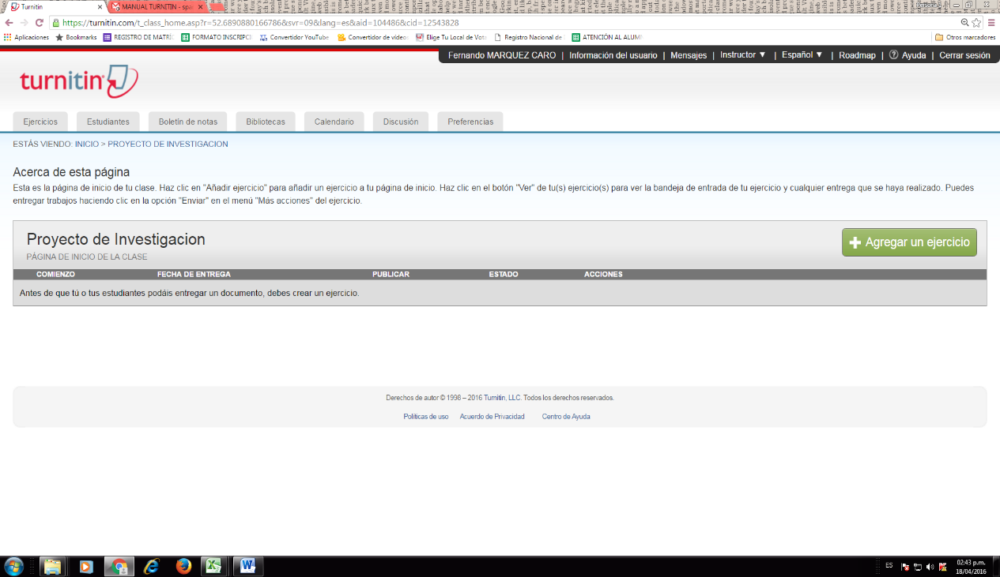 Turnitin
MANUAL TURNITIN - spa
https://turnitin.com/t_class_home.asp?r=52.6890880166786&svr=09&lang=es&aid=104486&cid=12543828
Aplicaciones Bookmarks REGISTRO DE MATRÍC FORMATO INSCRIPCI Convertidor YouTube Convertidor de videos Elige Tu Local de Vota Registro Nacional de ATENCIÓN AL ALUM Otros marcadores
Fernando MARQUEZ CARO | Información del usuario | Mensajes | Instructor ▼ | Español ▼ | Roadmap | ? Ayuda | Cerrar sesión
turnitin
Ejercicios Estudiantes Boletín de notas Bibliotecas Calendario Discusión Preferencias
ESTÁS VIENDO: INICIO > PROYECTO DE INVESTIGACION
Acerca de esta página
Esta es la página de inicio de tu clase. Haz clic en "Añadir ejercicio" para añadir un ejercicio a tu página de inicio. Haz clic en el botón "Ver" de tu(s) ejercicio(s) para ver la bandeja de entrada de tu ejercicio y cualquier entrega que se haya realizado. Puedes
entregar trabajos haciendo clic en la opción "Enviar" en el menú "Más acciones" del ejercicio.
Proyecto de Investigacion
Agregar un ejercicio
PÁGINA DE INICIO DE LA CLASE
COMIENZO FECHA DE ENTREGA PUBLICAR ESTADO ACCIONES
Antes de que tú o tus estudiantes podáis entregar un documento, debes crear un ejercicio.
Derechos de autor © 1998 – 2016 Turnitin, LLC. Todos los derechos reservados.
Políticas de uso Acuerdo de Privacidad Centro de Ayuda
ES
02:43 p.m.
18/04/2016